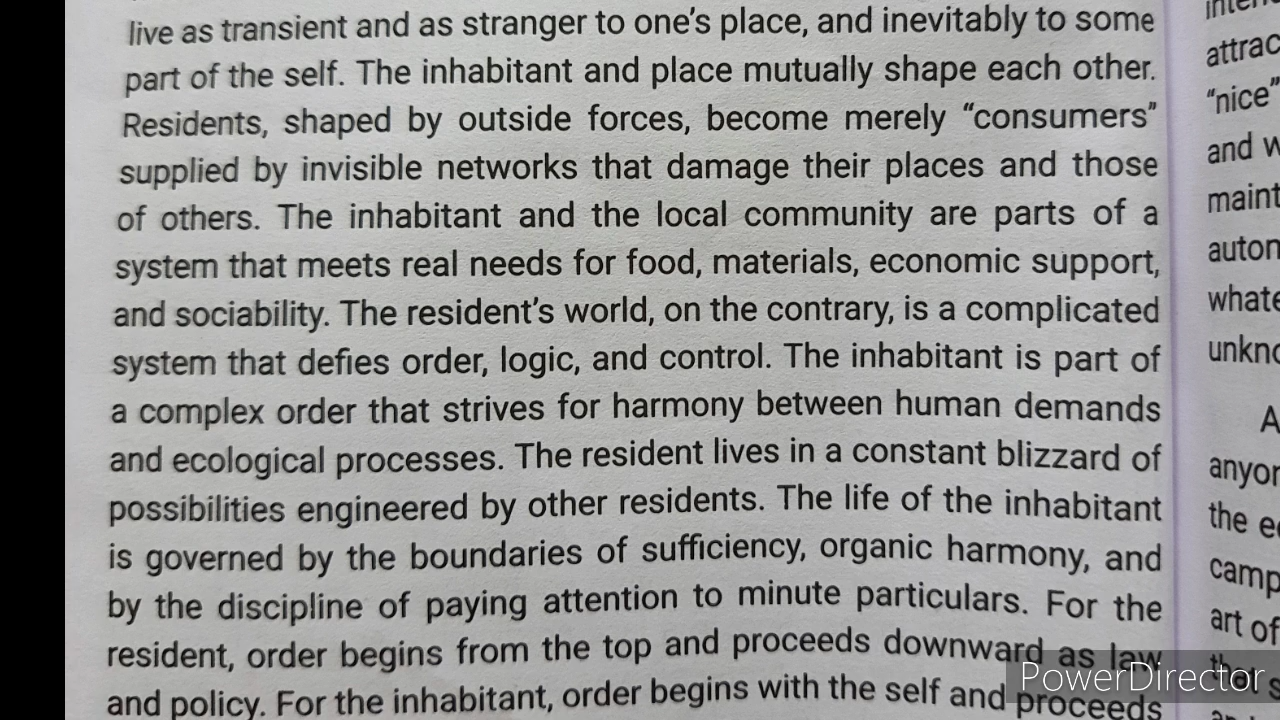 live as transient and as stranger to one's place, and inevitably to some
part of the self. The inhabitant and place mutually shape each other.
Residents, shaped by outside forces, become merely “consumers”
supplied by invisible networks that damage their places and those
of others. The inhabitant and the local community are parts of a
system that meets real needs for food, materials, economic support,
and sociability. The resident's world, on the contrary, is a complicated
system that defies order, logic, and control. The inhabitant is part of
a complex order that strives for harmony between human demands
and ecological processes. The resident lives in a constant blizzard of
possibilities engineered by other residents. The life of the inhabitant
is governed by the boundaries of sufficiency, organic harmony, and
by the discipline of paying attention to minute particulars. For the
resident, order begins from the top and proceeds downward as law
and policy. For the inhabitant, order begins with the self and proceeds
attrac
“nice”
and w
maint
auton
whate
unkno
A
anyon
the e
camp
art of
that s
PowerDirector